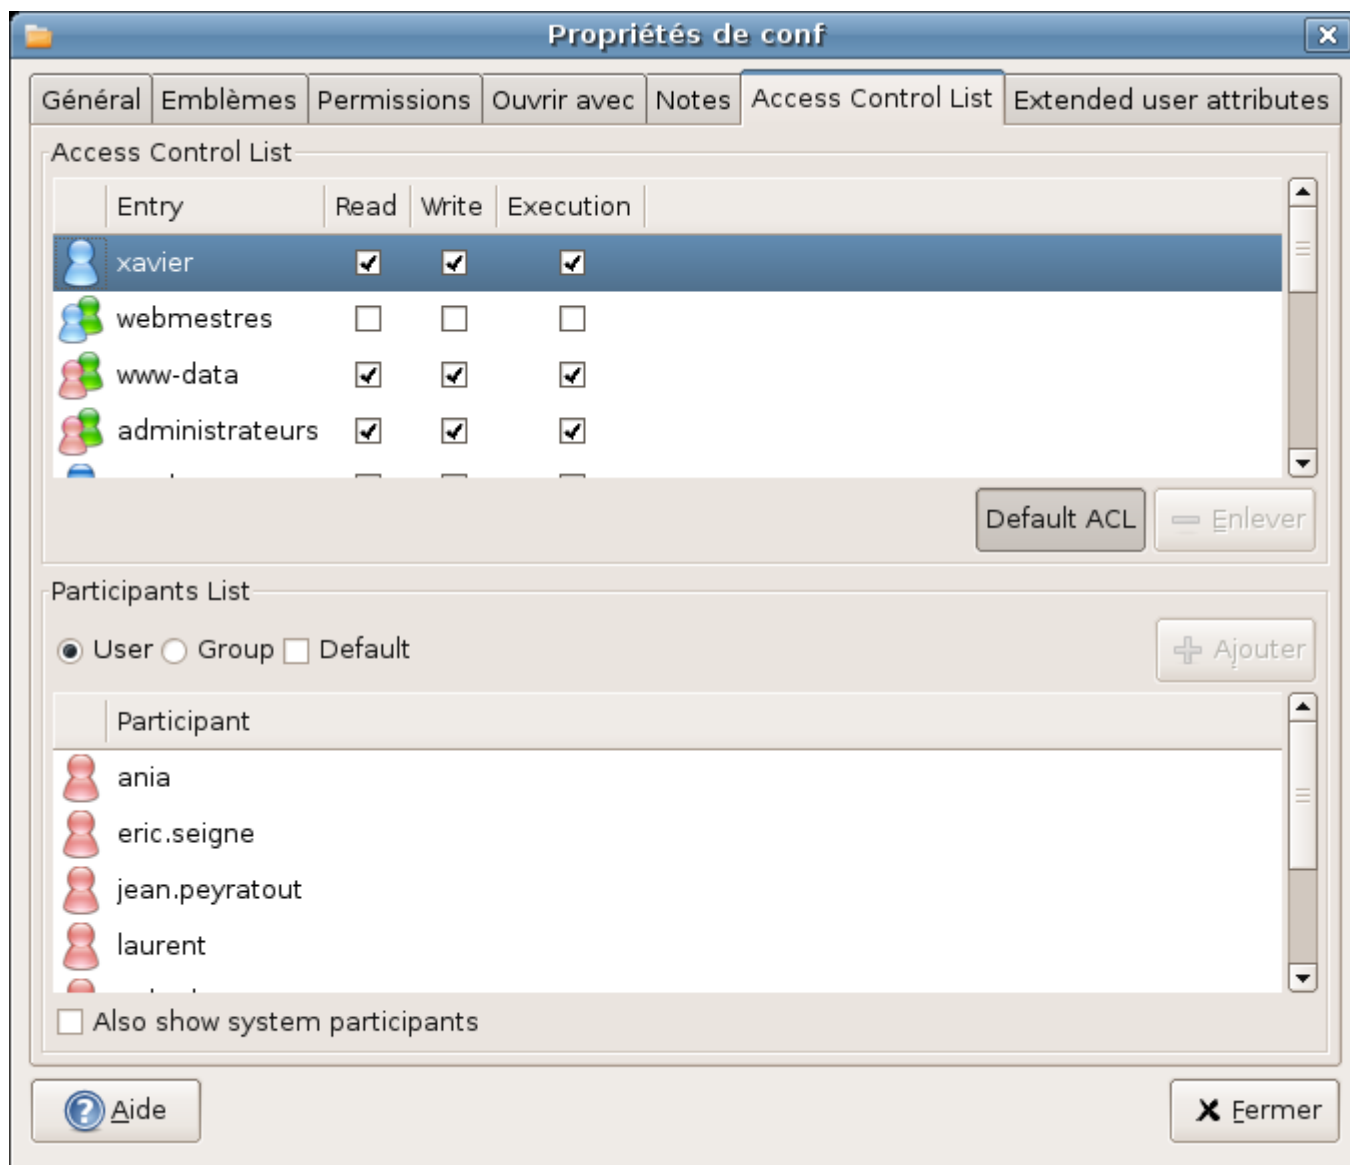 Propriétés de conf
Général Emblèmes Permissions Ouvrir avec Notes Access Control List Extended user attributes
Access Control List
Entry Read Write Execution
xavier
webmestres
www-data
administrateurs
Default ACL Enlever
Participants List
User Group Default Ajouter
Participant
ania
eric.seigne
jean.peyratout
laurent
Also show system participants
Aide Fermer